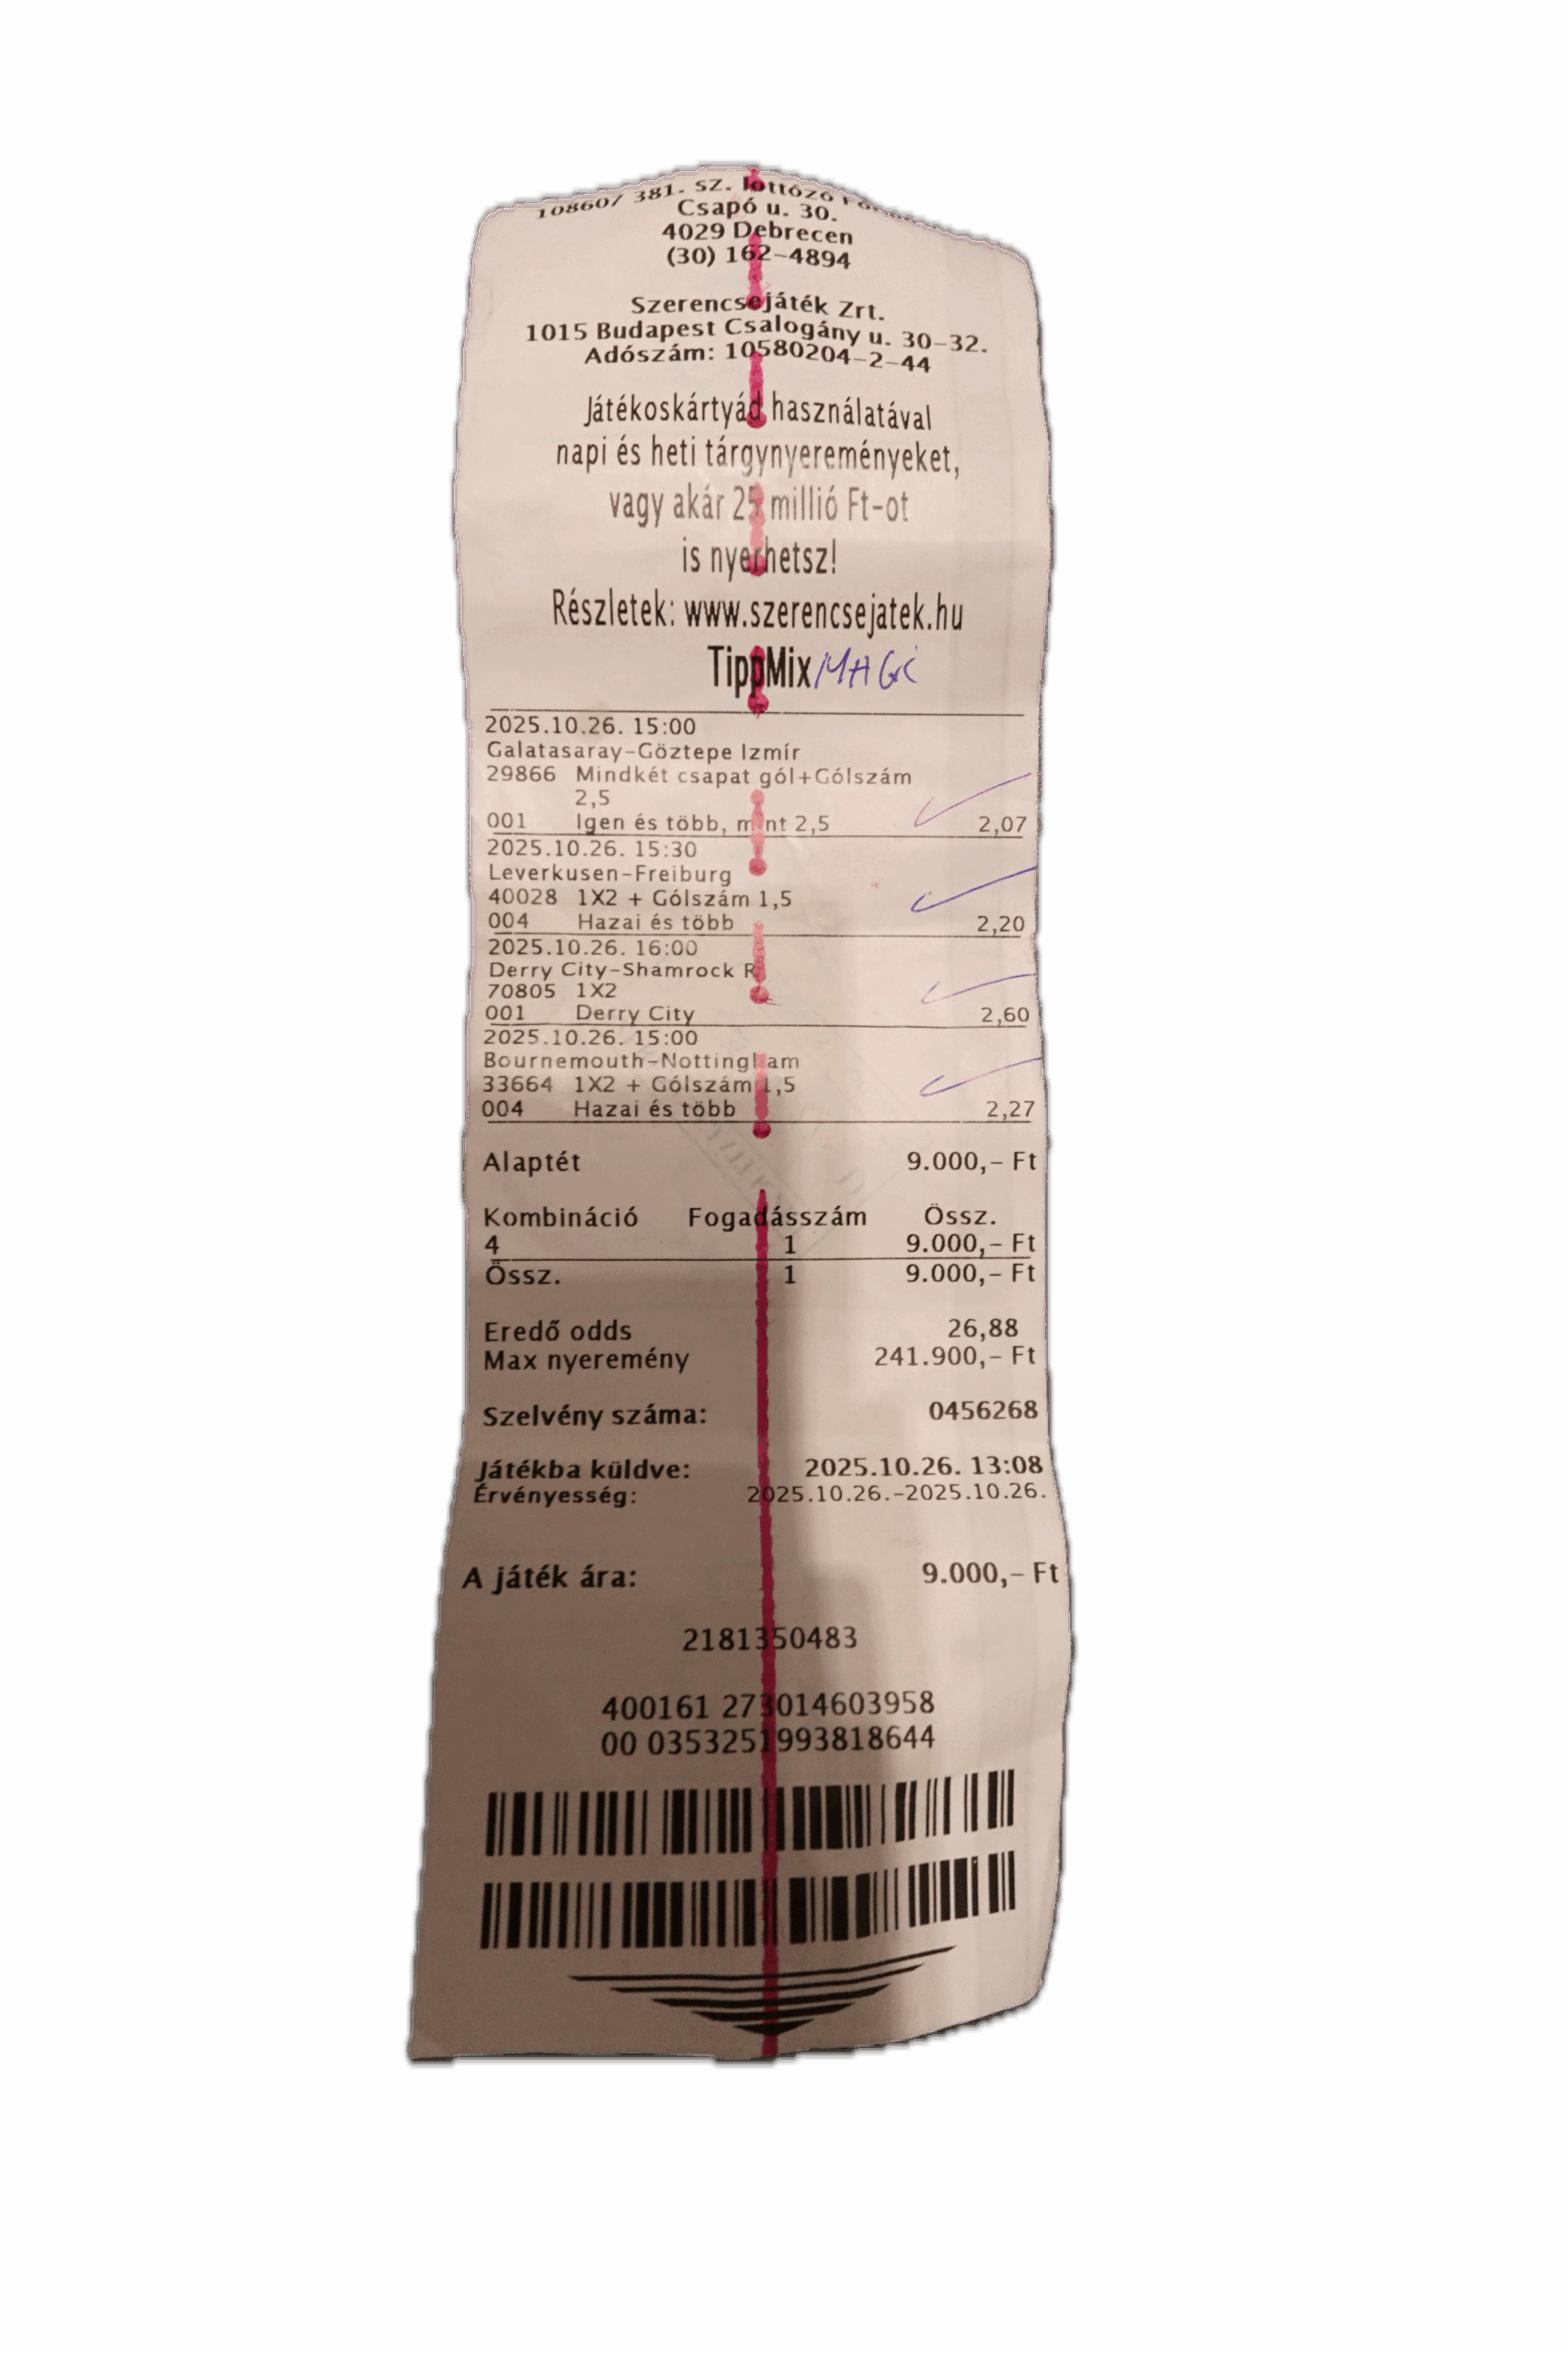 108607 381. sz. lottózó
Csapó u. 30.
4029 Debrecen
(30) 162-4894
Szerencsejáték Zrt.
1015 Budapest Csalogány u. 30-32.
Adószám: 10580204-2-44
Játékoskártyád használatával
napi és heti tárgynyereményeket,
vagy akár 25 millió Ft-ot
is nyerhetsz!
Részletek: www.szerencsejatek.hu
TippMix MAGC
2025.10.26. 15:00
Galatasaray-Göztepe Izmír
29866 Mindkét csapat gól+Gólszám
2,5
001 Igen és több, mint 2,5 2,07
2025.10.26. 15:30
Leverkusen-Freiburg
40028 1X2 + Gólszám 1,5
004 Hazai és több 2,20
2025.10.26. 16:00
Derry City-Shamrock R
70805 1X2
001 Derry City 2,60
2025.10.26. 15:00
Bournemouth-Nottingham
33664 1X2 + Gólszám 1,5
004 Hazai és több 2,27
Alaptét 9.000,- Ft
Kombináció Fogadásszám Össz.
4 1 9.000,- Ft
Össz. 1 9.000,- Ft
Eredő odds 26,88
Max nyeremény 241.900,- Ft
Szelvény száma: 0456268
Játékba küldve: 2025.10.26. 13:08
Érvényesség: 2025.10.26.-2025.10.26.
A játék ára: 9.000,- Ft
2181350483
400161 273014603958
00 0353251993818644